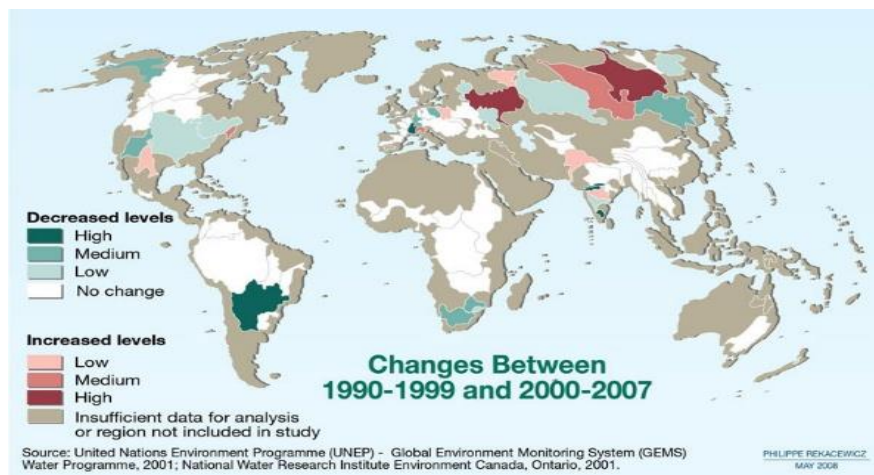 Decreased levels
High
Medium
Low
No change
Increased levels
Low
Medium
High
Insufficient data for analysis
or region not included in study
Changes Between
1990-1999 and 2000-2007
Source: United Nations Environment Programme (UNEP) - Global Environment Monitoring System (GEMS)
Water Programme, 2001; National Water Research Institute Environment Canada, Ontario, 2001.
PHILIPPE REKACEWICZ
MAY 2008